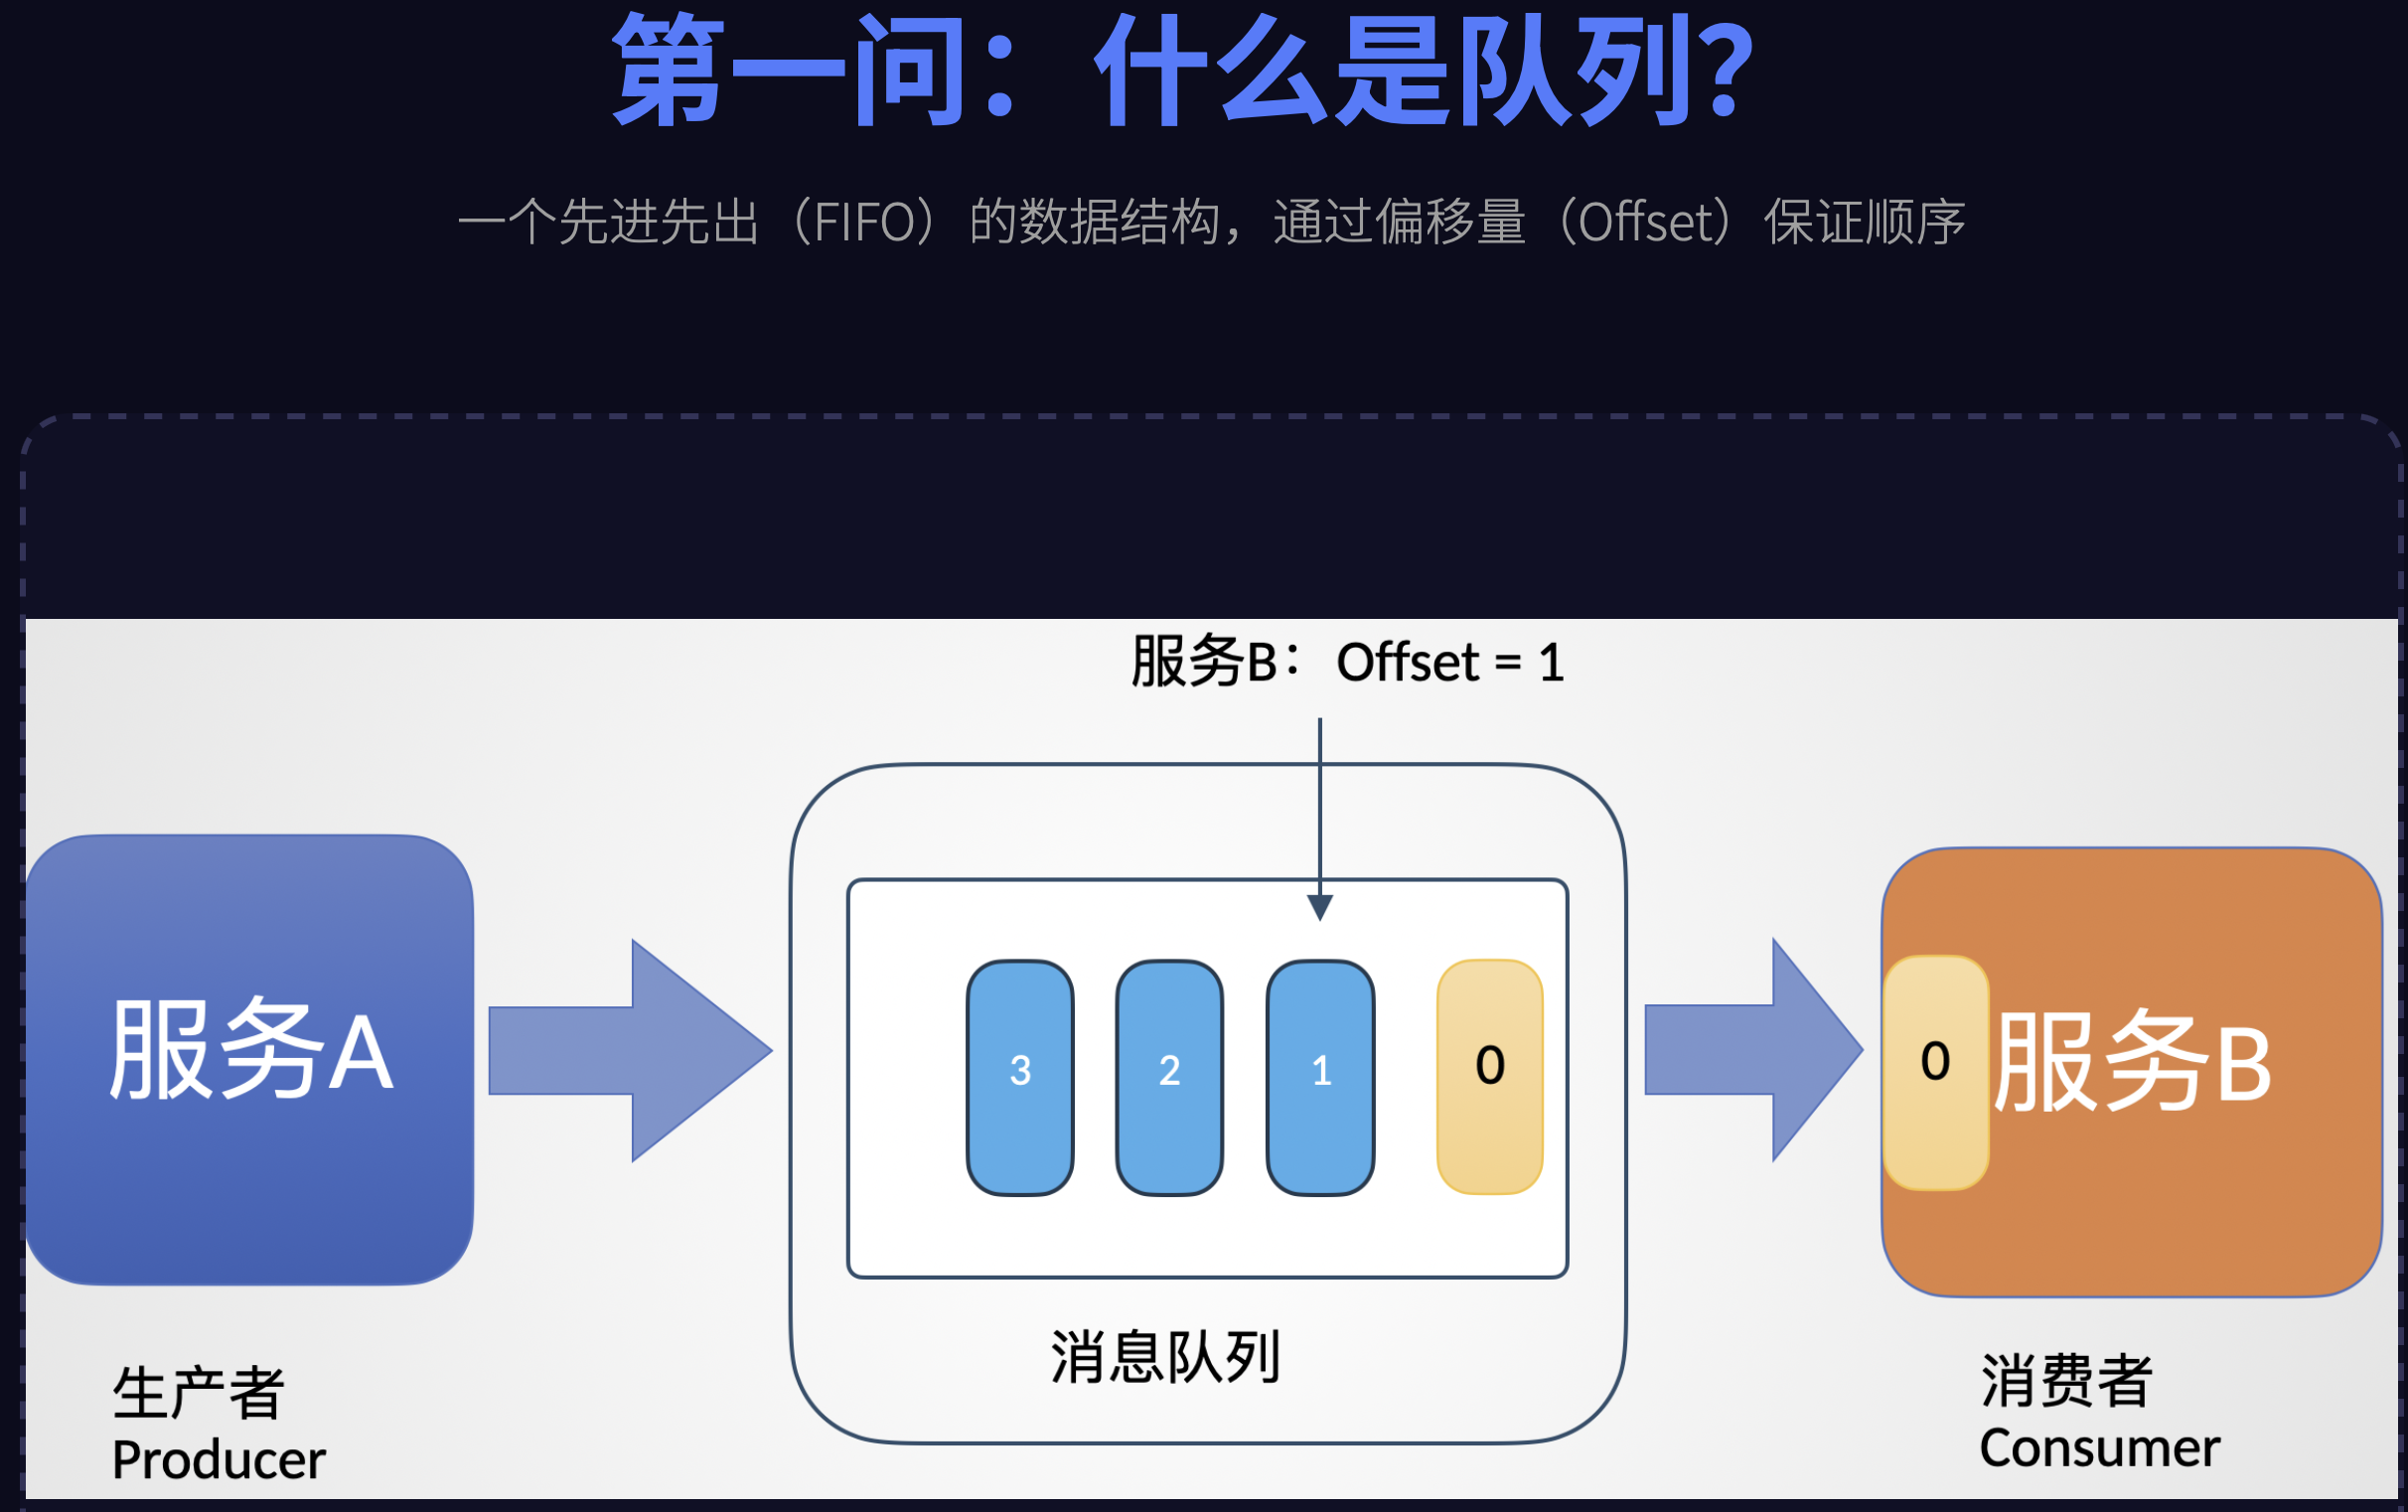 第一问：什么是队列？
一个先进先出（FIFO）的数据结构，通过偏移量（Offset）保证顺序
服务B： Offset = 1
服务A
3
2
1
0
0
服务B
消息队列
生产者
Producer
消费者
Consumer